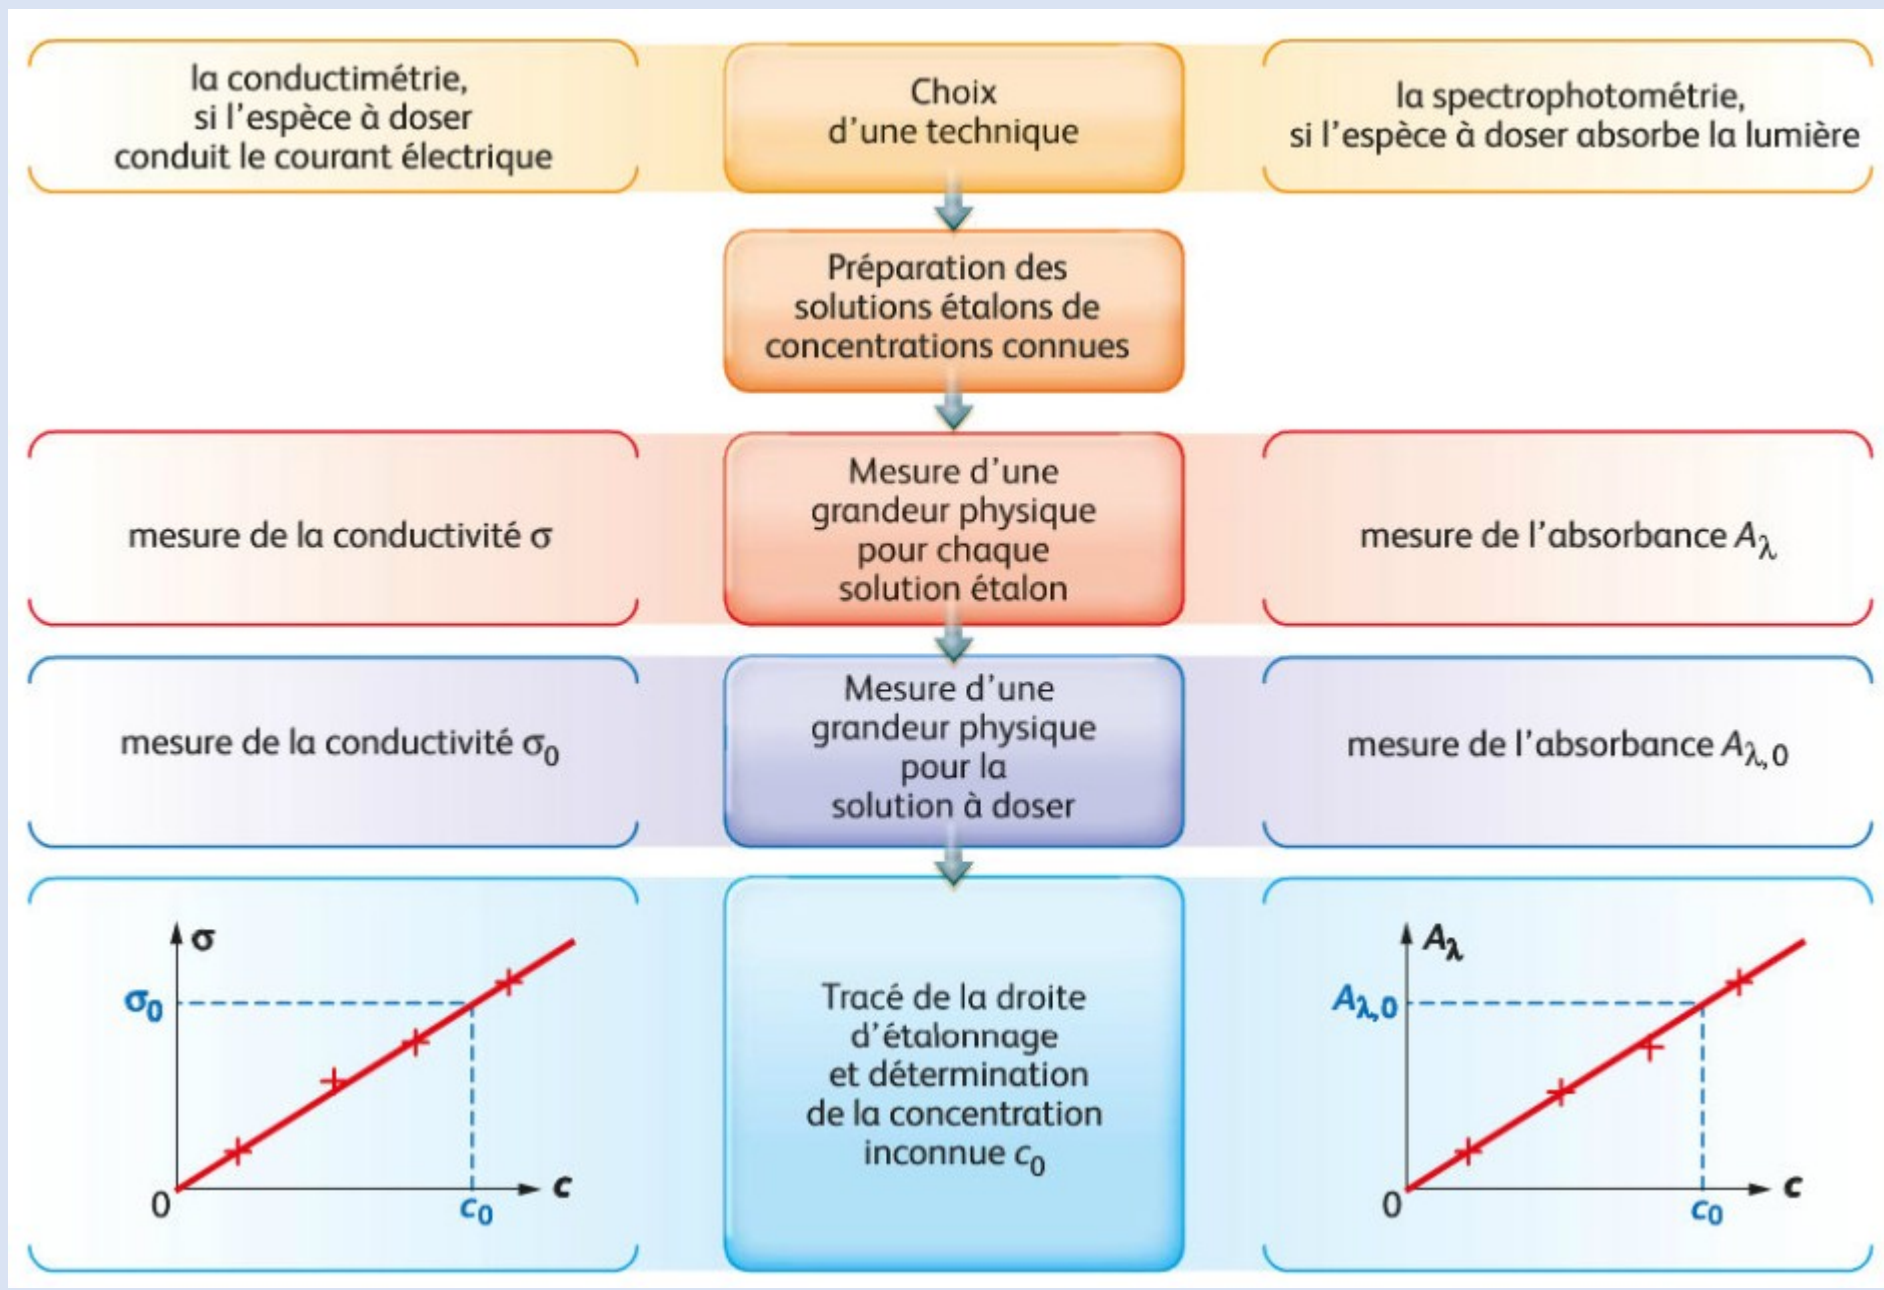 la conductimétrie,
si l'espèce à doser
conduit le courant électrique
Choix
d'une technique
la spectrophotométrie,
si l'espèce à doser absorbe la lumière
Préparation des
solutions étalons de
concentrations connues
mesure de la conductivité σ
Mesure d'une
grandeur physique
pour chaque
solution étalon
mesure de l'absorbance Aλ
mesure de la conductivité σ0
Mesure d'une
grandeur physique
pour la
solution à doser
mesure de l'absorbance Aλ,0
σ
σ0
0
c0
c
Tracé de la droite
d'étalonnage
et détermination
de la concentration
inconnue c0
Aλ
Aλ,0
0
c0
c